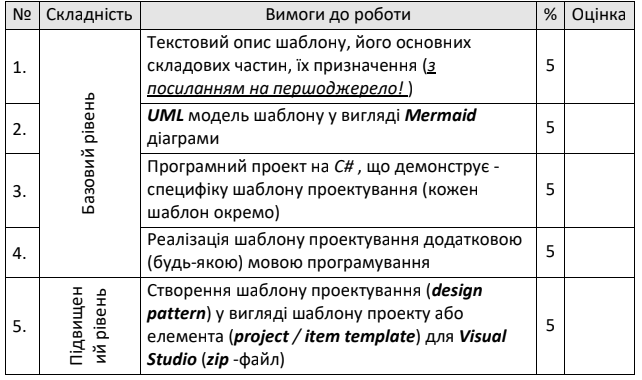 № Складність Вимоги до роботи % Оцінка
1. Базовий рівень Текстовий опис шаблону, його основних
складових частин, їх призначення (з
посиланням на першоджерело! ) 5
2. UML модель шаблону у вигляді Mermaid
діаграми 5
3. Програмний проект на C# , що демонструє -
специфіку шаблону проектування (кожен
шаблон окремо) 5
4. Реалізація шаблону проектування додатковою
(будь-якою) мовою програмування 5
5. Підвищен
ий рівень Створення шаблону проектування (design
pattern) у вигляді шаблону проекту або
елемента (project / item template) для Visual
Studio (zip -файл) 5